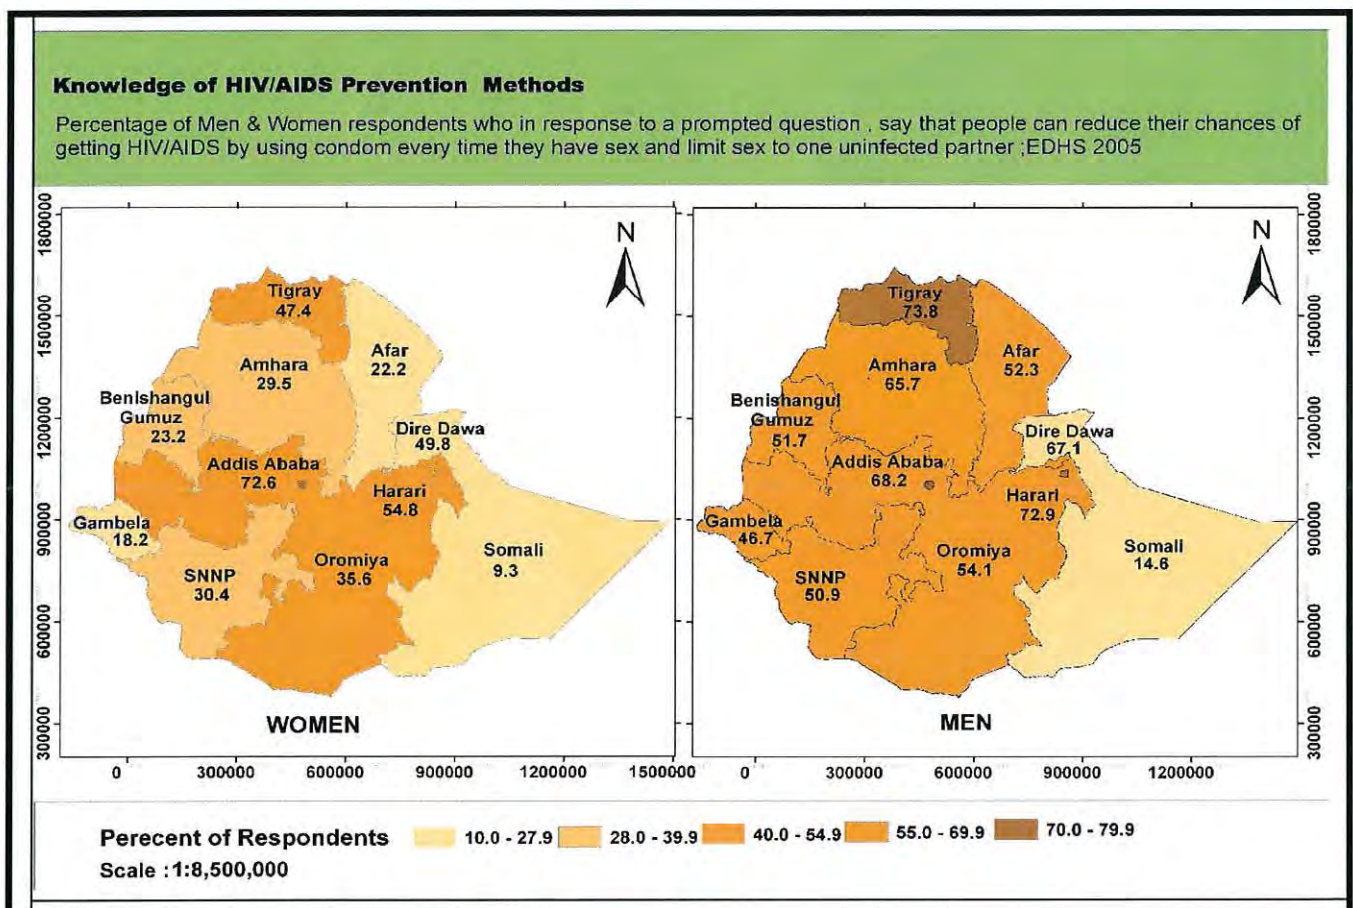 Knowledge of HIV/AIDS Prevention Methods
Percentage of Men & Women respondents who in response to a prompted question , say that people can reduce their chances of
getting HIV/AIDS by using condom every time they have sex and limit sex to one uninfected partner ;EDHS 2005
1800000
1500000
1200000
900000
600000
300000
N
Tigray
47.4
Afar
22.2
Amhara
29.5
Benishangul
Gumuz
23.2
Dire Dawa
49.8
Addis Ababa
72.6
Harari
54.8
Gambela
18.2
Somali
9.3
Oromiya
35.6
SNNP
30.4
WOMEN
0 300000 600000 900000 1200000 1500000
N
Tigray
73.8
Afar
52.3
Amhara
65.7
Benishangul
Gumuz
51.7
Dire Dawa
67.1
Addis Ababa
68.2
Harari
72.9
Gambela
46.7
Somali
14.6
Oromiya
54.1
SNNP
50.9
MEN
0 300000 600000 900000 1200000
1800000
1500000
1200000
900000
600000
300000
Perecent of Respondents 10.0 - 27.9 28.0 - 39.9 40.0 - 54.9 55.0 - 69.9 70.0 - 79.9
Scale :1:8,500,000